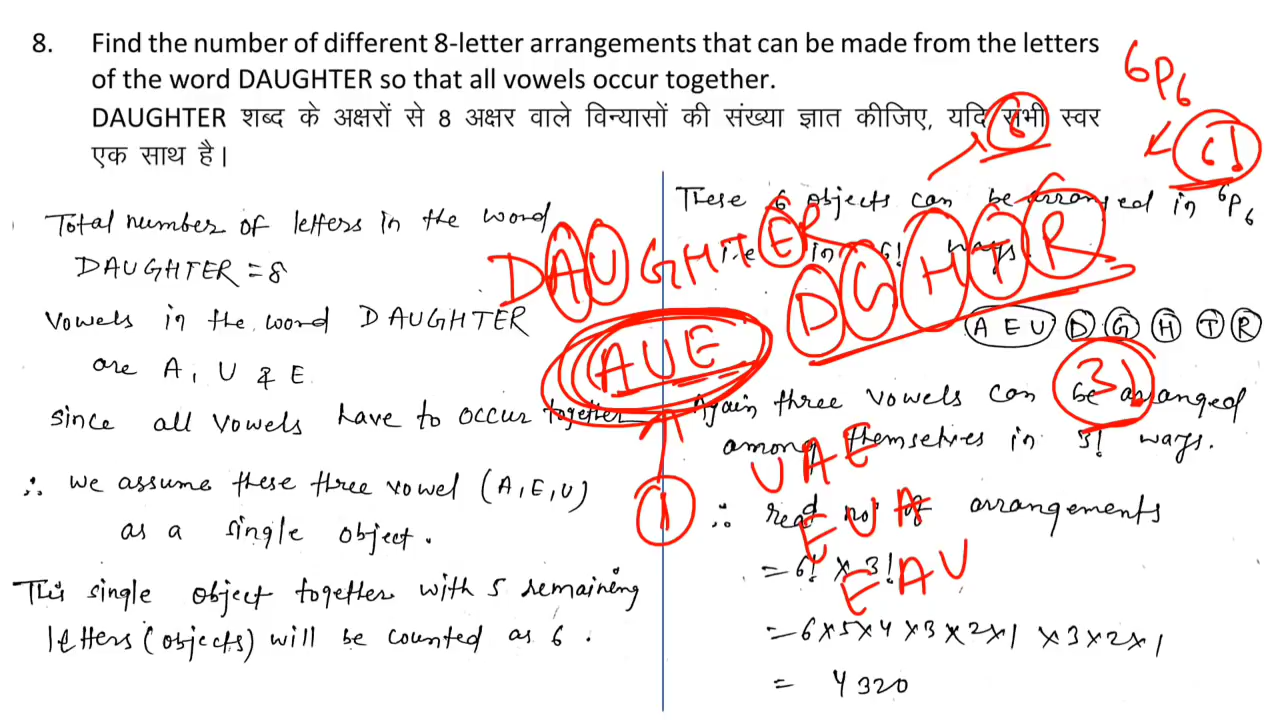 8. Find the number of different 8-letter arrangements that can be made from the letters
of the word DAUGHTER so that all vowels occur together.
DAUGHTER शब्द के अक्षरों से 8 अक्षर वाले विन्यासों की संख्या ज्ञात कीजिए, यदि सभी स्वर
एक साथ है।
6P6
6!
6
Total number of letters in the word
DAUGHTER = 8
Vowels in the word DAUGHTER
are A, U & E.
Since all vowels have to occur together
∴ we assume these three vowel (A, E, U)
as a single object.
This single object together with 5 remaining
letters (objects) will be counted as 6.
DAUGHTER
AUE D G H T R
1
These 6 objects can be arranged in 6P6
i.e in 6! ways.
(A E U) D G H T R
3!
Again three vowels can be arranged
among themselves in 3! ways.
UAE
EUA
EAU
∴ no. of arrangements
= 6! × 3!
= 6×5×4×3×2×1 × 3×2×1
= 4320